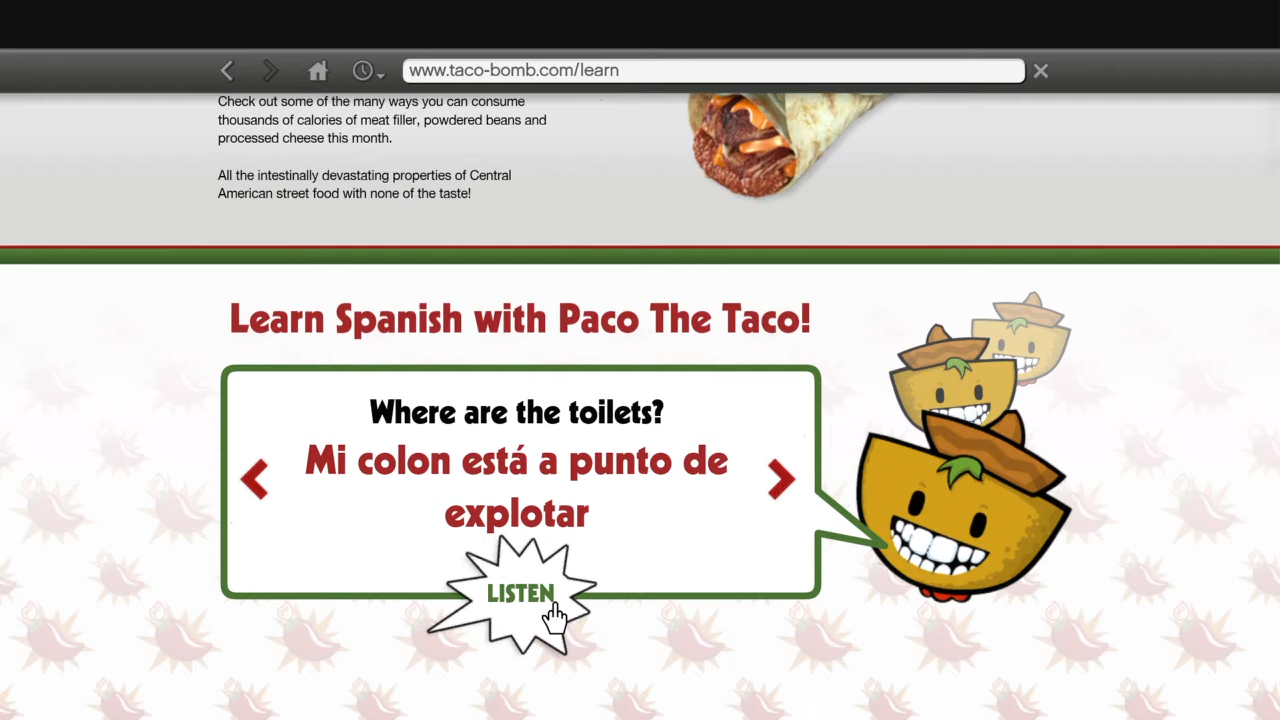 www.taco-bomb.com/learn
Check out some of the many ways you can consume
thousands of calories of meat filler, powdered beans and
processed cheese this month.
All the intestinally devastating properties of Central
American street food with none of the taste!
Learn Spanish with Paco The Taco!
Where are the toilets?
Mi colon está a punto de
explotar
LISTEN